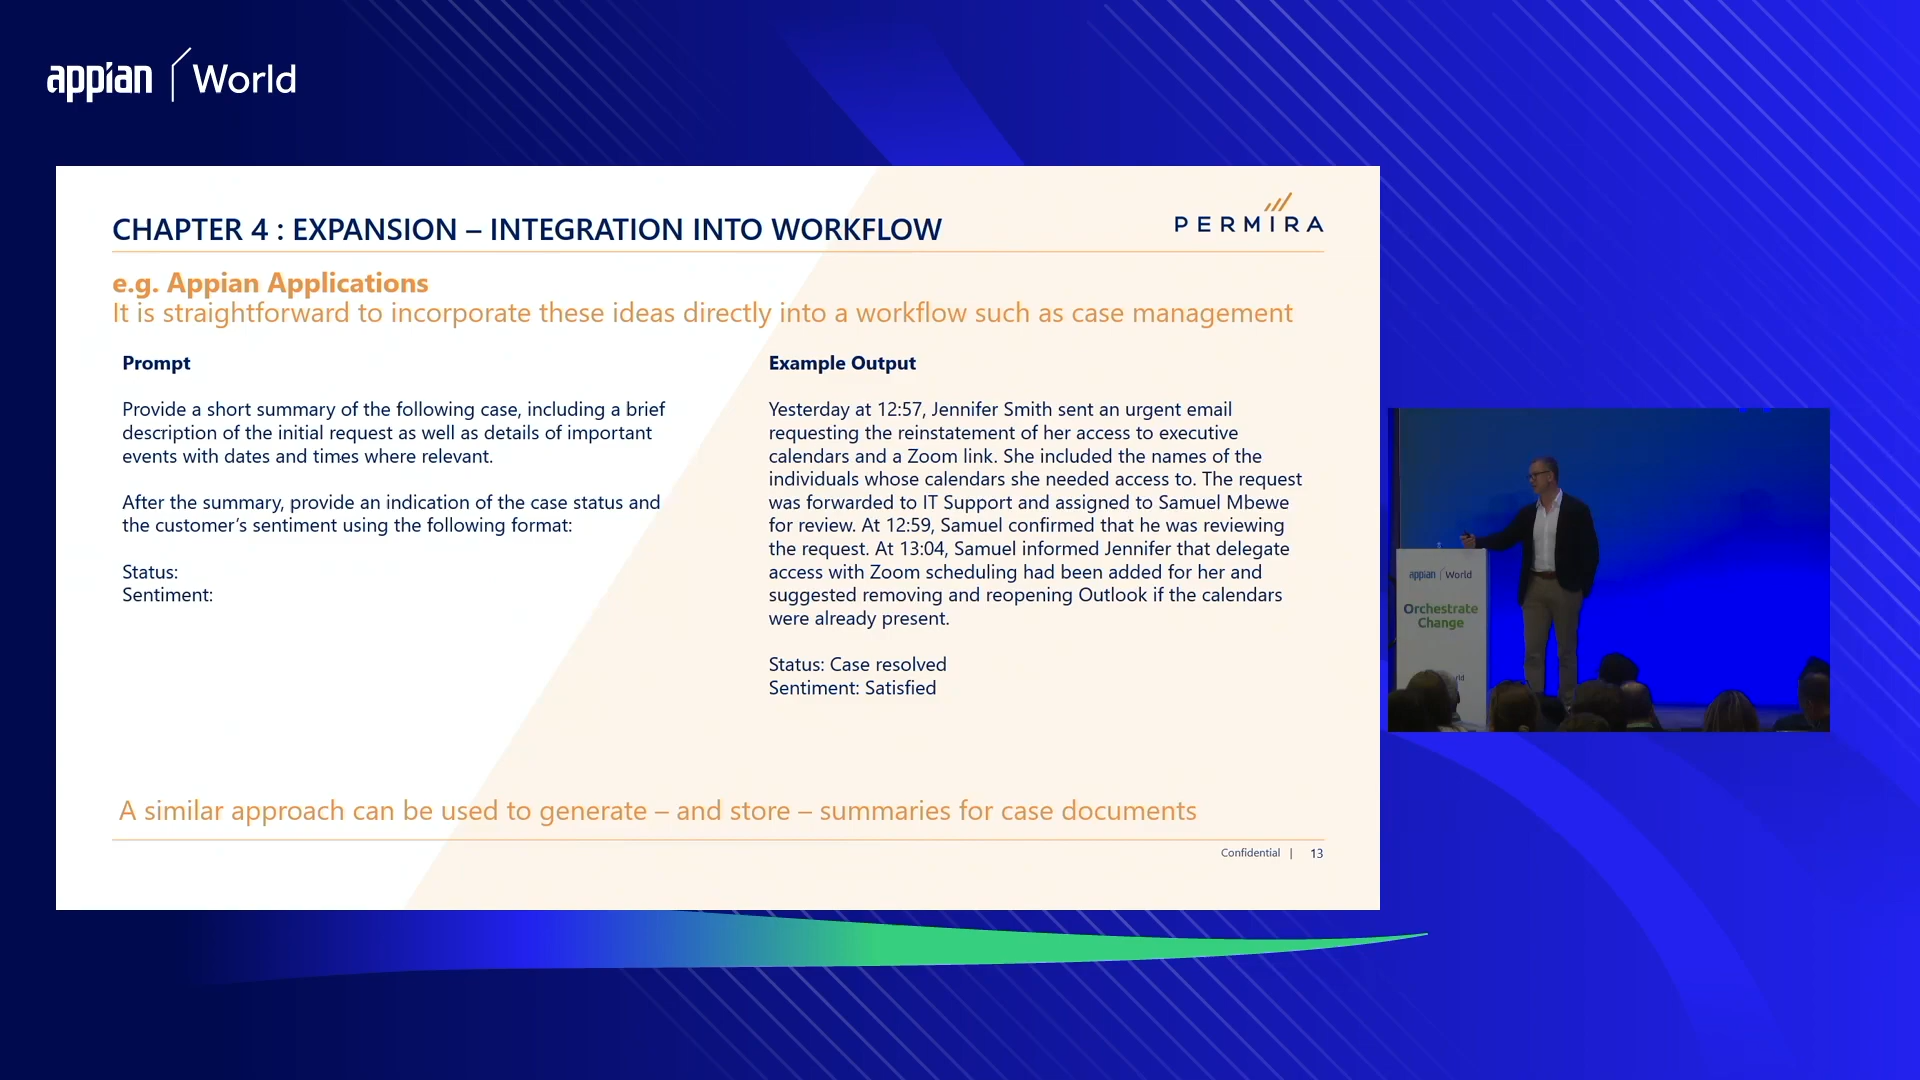 appian World
CHAPTER 4 : EXPANSION – INTEGRATION INTO WORKFLOW
PERMIRA
e.g. Appian Applications
It is straightforward to incorporate these ideas directly into a workflow such as case management
Prompt
Provide a short summary of the following case, including a brief
description of the initial request as well as details of important
events with dates and times where relevant.
After the summary, provide an indication of the case status and
the customer’s sentiment using the following format:
Status:
Sentiment:
Example Output
Yesterday at 12:57, Jennifer Smith sent an urgent email
requesting the reinstatement of her access to executive
calendars and a Zoom link. She included the names of the
individuals whose calendars she needed access to. The request
was forwarded to IT Support and assigned to Samuel Mbewe
for review. At 12:59, Samuel confirmed that he was reviewing
the request. At 13:04, Samuel informed Jennifer that delegate
access with Zoom scheduling had been added for her and
suggested removing and reopening Outlook if the calendars
were already present.
Status: Case resolved
Sentiment: Satisfied
A similar approach can be used to generate – and store – summaries for case documents
Confidential | 13
appian World
Orchestrate
Change